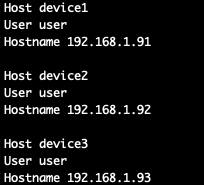 Host device1
User user
Hostname 192.168.1.91

Host device2
User user
Hostname 192.168.1.92

Host device3
User user
Hostname 192.168.1.93